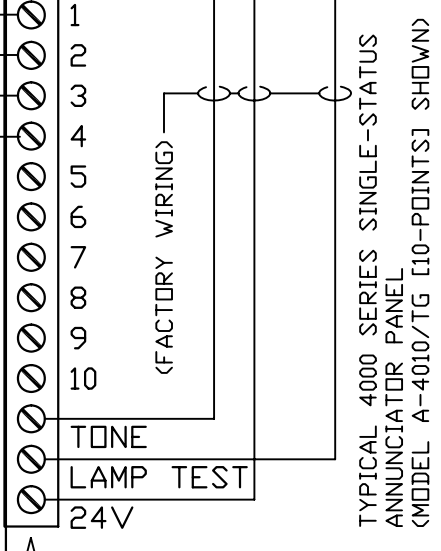 1
2
3
4
5
6
7
8
9
10
TONE
LAMP TEST
24V
(FACTORY WIRING)
TYPICAL 4000 SERIES SINGLE-STATUS
ANNUNCIATOR PANEL
(MODEL A-4010/TG [10-POINTS] SHOWN)